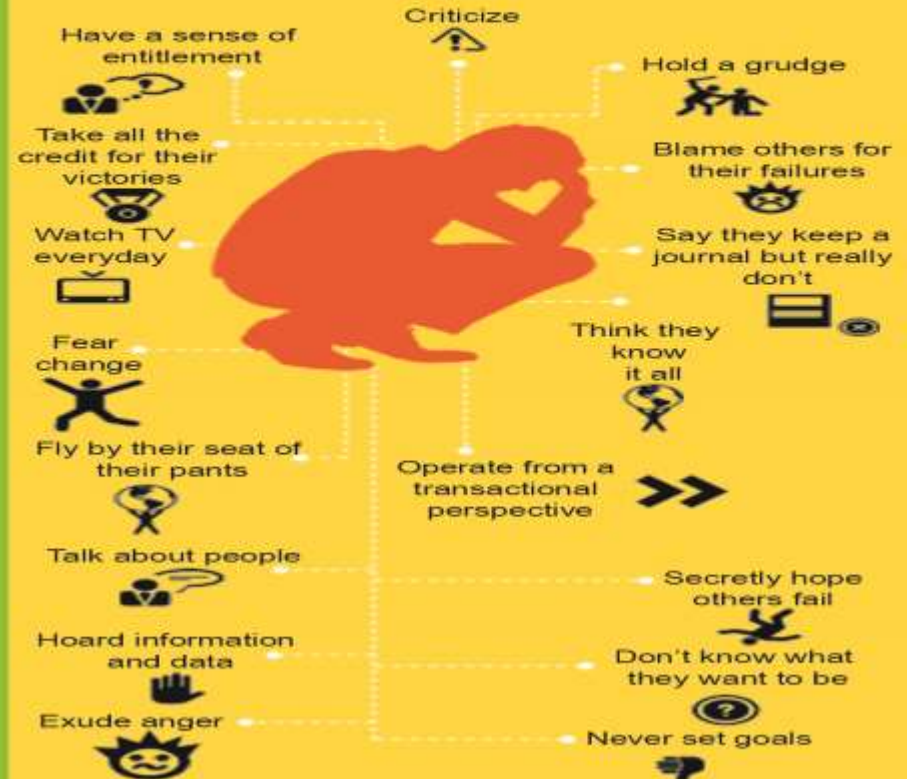 Criticize
Have a sense of
entitlement
Hold a grudge
Take all the
credit for their
victories
Blame others for
their failures
Watch TV
everyday
Say they keep a
journal but really
don't
Fear
change
Think they
know
it all
Fly by their seat of
their pants
Operate from a
transactional
perspective
Talk about people
Secretly hope
others fail
Hoard information
and data
Don't know what
they want to be
Exude anger
Never set goals